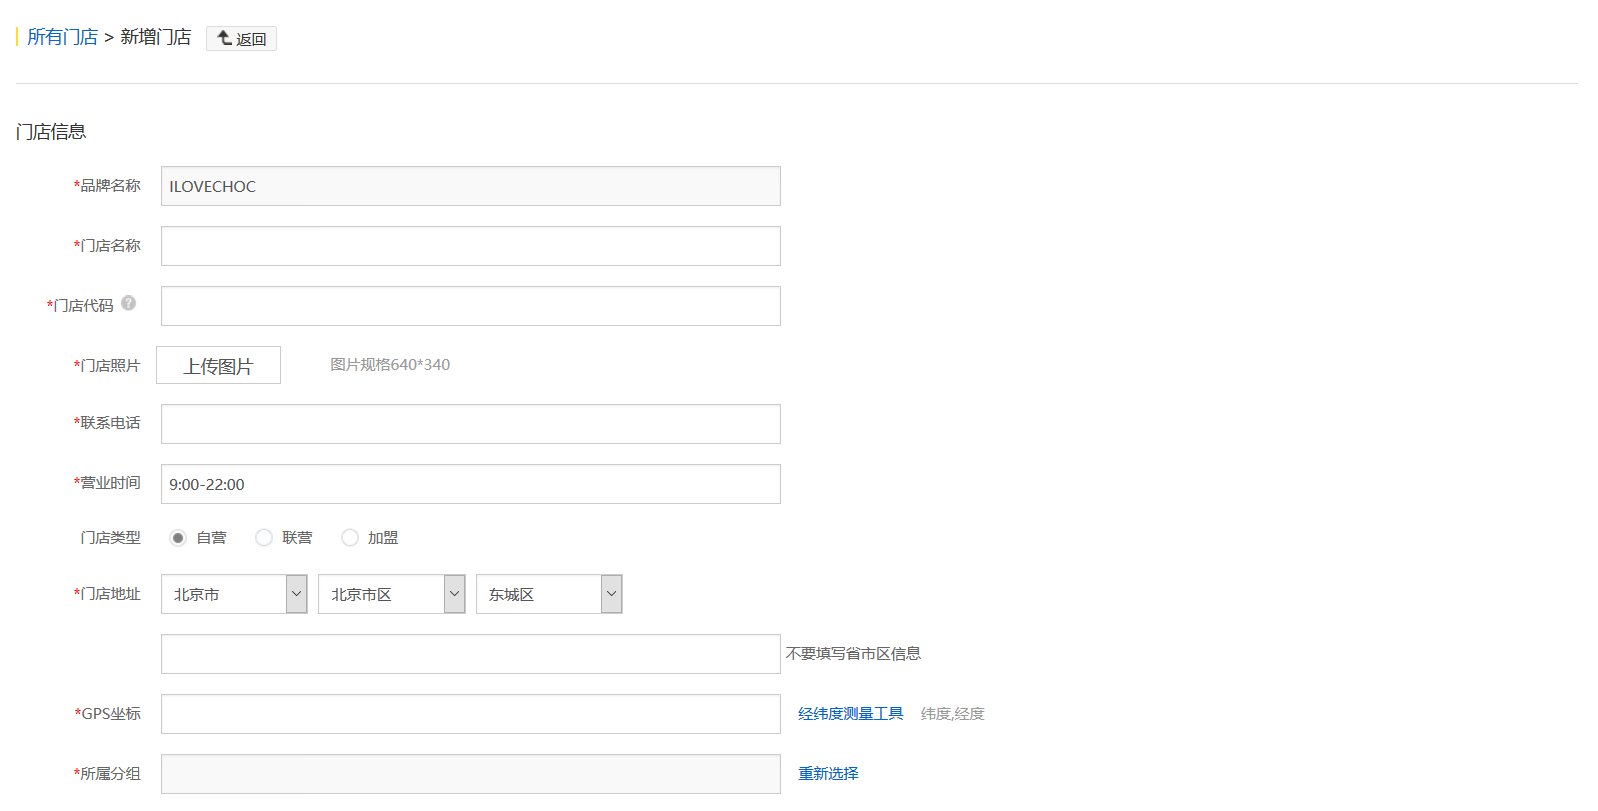 所有门店 > 新增门店 返回
门店信息
*品牌名称 ILOVECHOC
*门店名称
*门店代码 ?
*门店照片 上传图片 图片规格640*340
*联系电话
*营业时间 9:00-22:00
门店类型 自营 联营 加盟
*门店地址 北京市 北京市区 东城区
不要填写省市区信息
*GPS坐标 经纬度测量工具 纬度,经度
*所属分组 重新选择